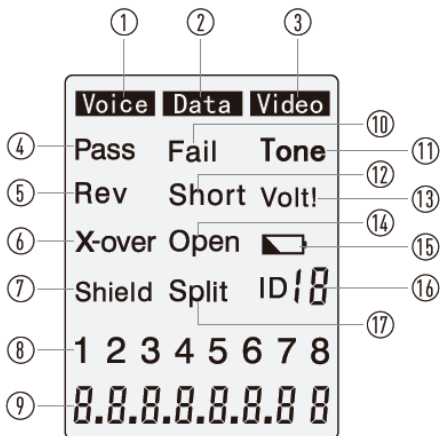 ① ② ③
Voice Data Video
⑩
④ Pass Fail Tone ⑪
⑫
⑤ Rev Short Volt! ⑬
⑭
⑥ X-over Open ⑮
⑦ Shield Split ID18 ⑯
⑰
⑧ 1 2 3 4 5 6 7 8
⑨ 8.8.8.8.8.8.8 8